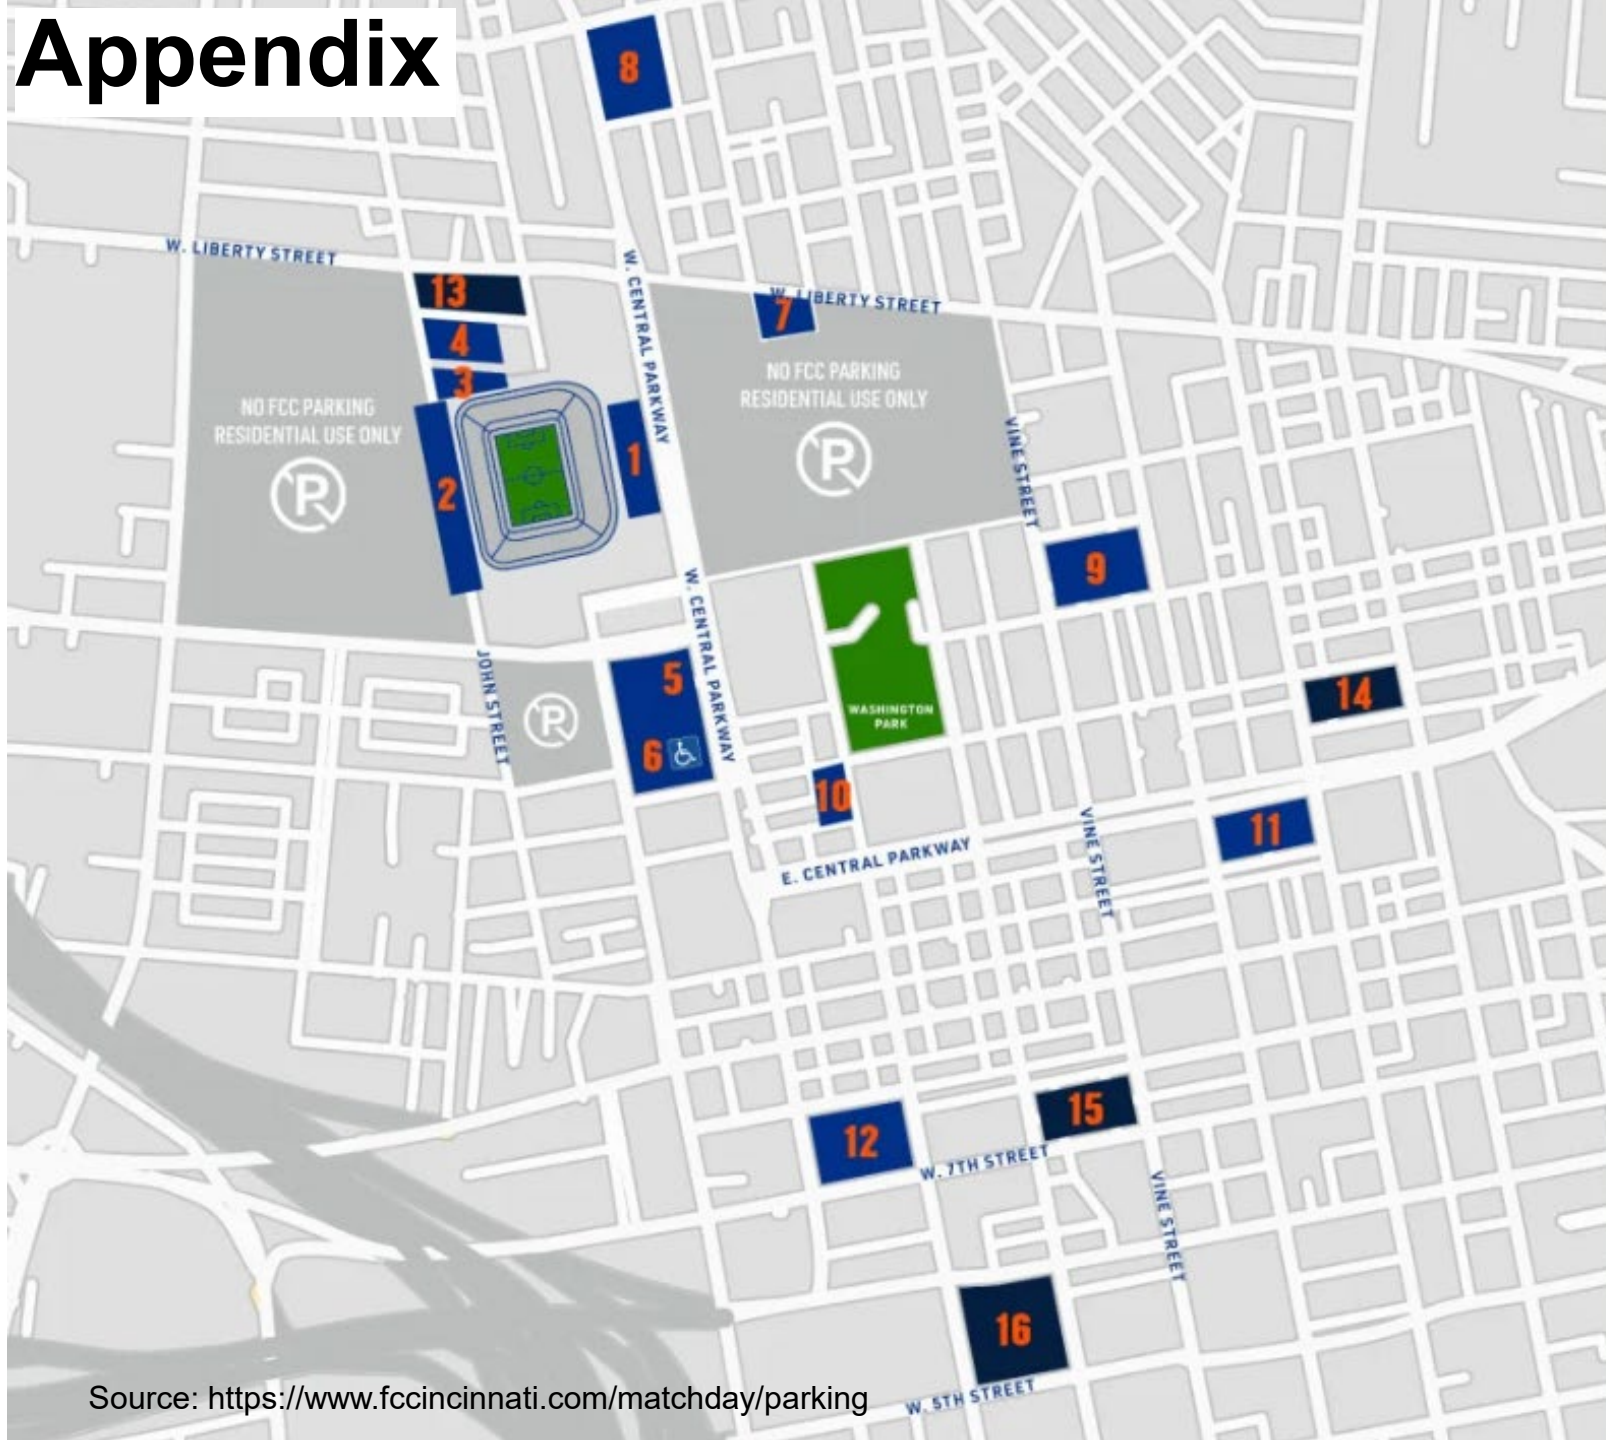 Appendix
8
W. LIBERTY STREET
13
W. CENTRAL PARKWAY
W. LIBERTY STREET
7
4
3
NO FCC PARKING
RESIDENTIAL USE ONLY
P
NO FCC PARKING
RESIDENTIAL USE ONLY
P
2
1
VINE STREET
9
W. CENTRAL PARKWAY
JOHN STREET
P
5
6
WASHINGTON
PARK
14
10
11
E. CENTRAL PARKWAY
VINE STREET
15
12
W. 7TH STREET
VINE STREET
16
W. 5TH STREET
Source: https://www.fccincinnati.com/matchday/parking